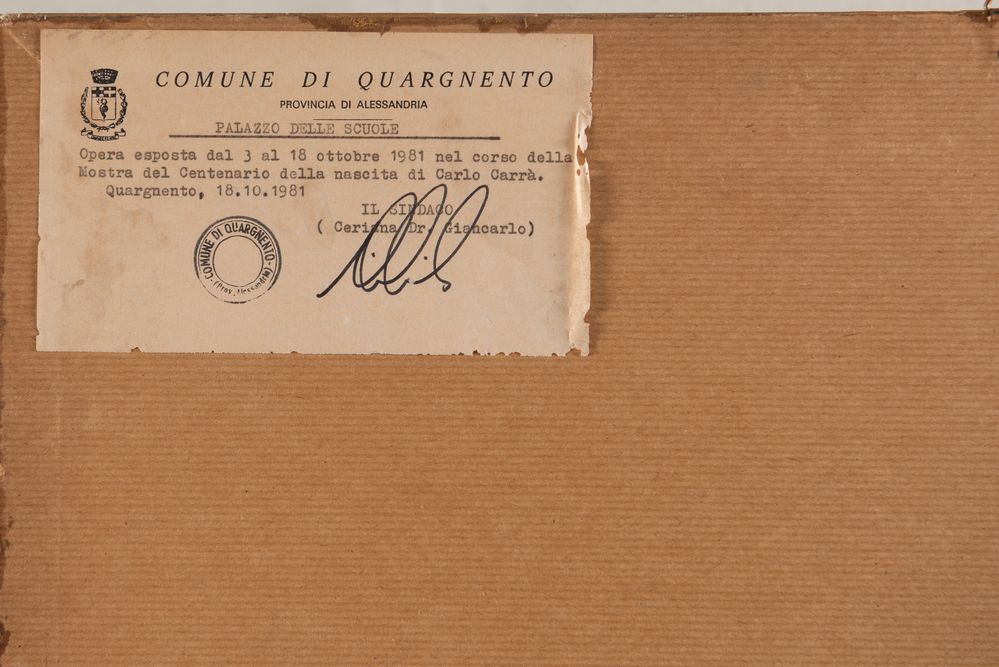 COMUNE DI QUARGNENTO
PROVINCIA DI ALESSANDRIA
PALAZZO DELLE SCUOLE
Opera esposta dal 3 al 18 ottobre 1981 nel corso della
Mostra del Centenario della nascita di Carlo Carrà.
Quargnento, 18.10.1981
IL SINDACO
( Ceriana Dr. Giancarlo)
COMUNE DI QUARGNENTO